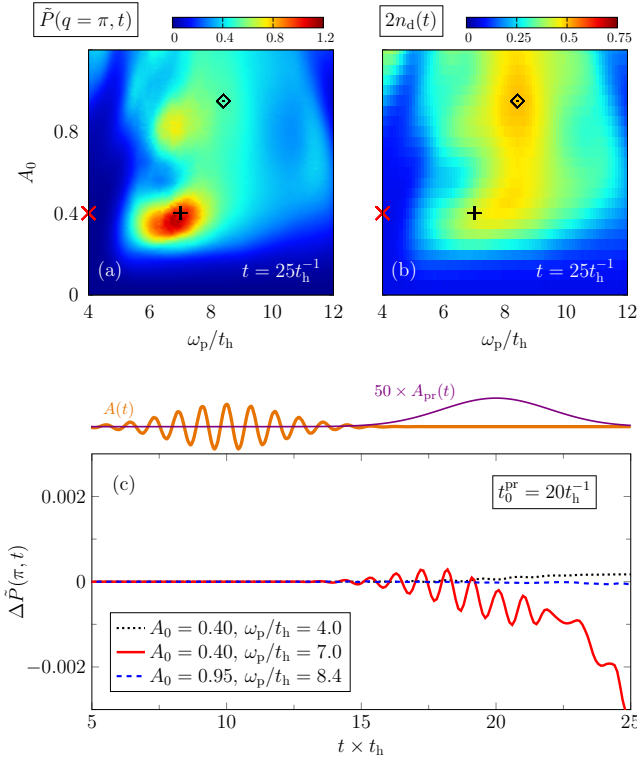 P̃(q = π, t)
0 0.4 0.8 1.2
2n_d(t)
0 0.25 0.5 0.75
A_0
0.8
0.4
0
(a)
t = 25t_h^{-1}
4 6 8 10 12
ω_p/t_h
(b)
t = 25t_h^{-1}
4 6 8 10 12
ω_p/t_h
A(t)
50 × A_pr(t)
(c)
t_0^pr = 20t_h^{-1}
ΔP̃(π, t)
0.002
0
−0.002
A_0 = 0.40, ω_p/t_h = 4.0
A_0 = 0.40, ω_p/t_h = 7.0
A_0 = 0.95, ω_p/t_h = 8.4
5 10 15 20 25
t × t_h